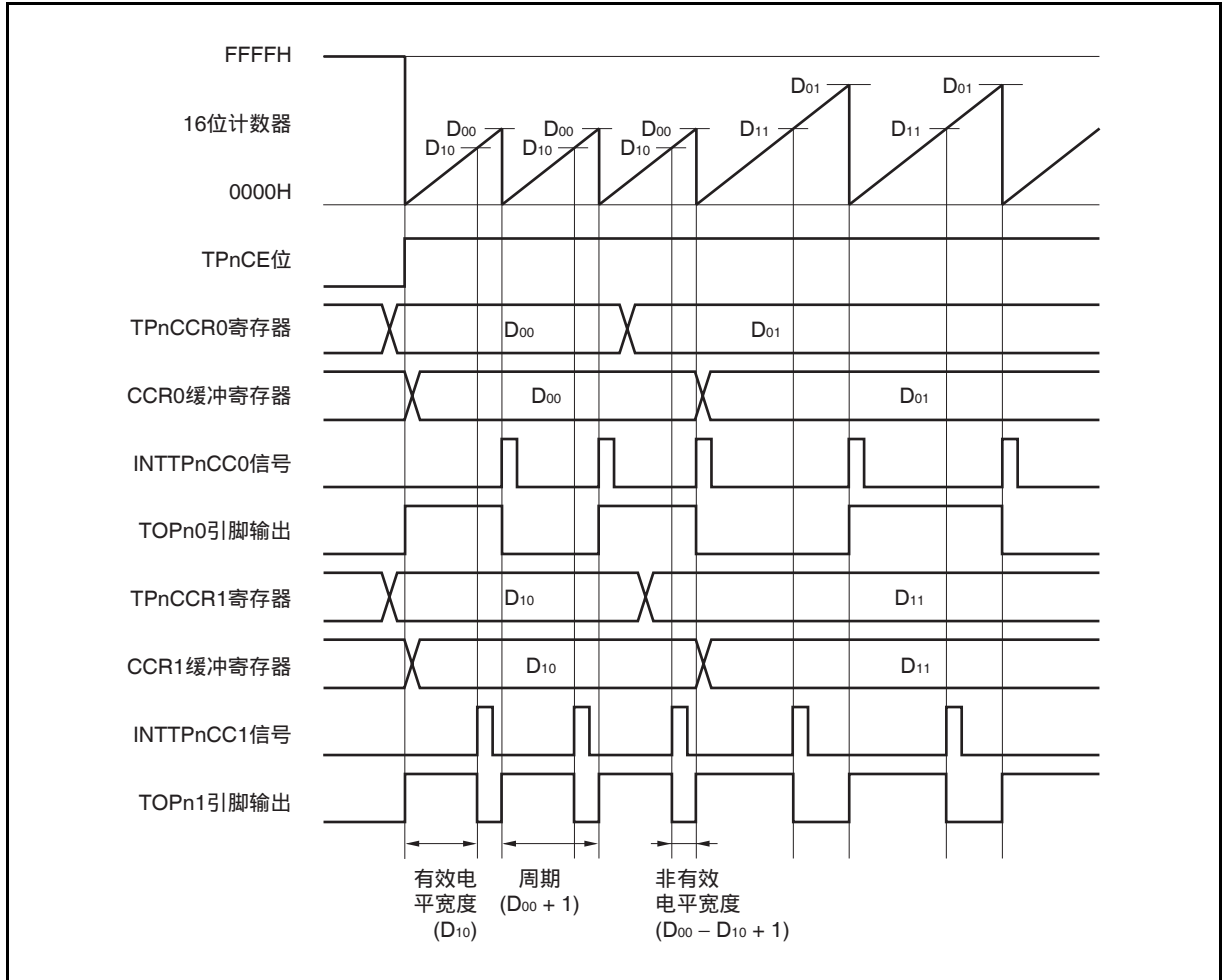 FFFFH
D01
D01
16位计数器
D00
D00
D00
D11
D11
D10
D10
D10
0000H
TPnCE位
TPnCCR0寄存器
D00
D01
CCR0缓冲寄存器
D00
D01
INTTPnCC0信号
TOPn0引脚输出
TPnCCR1寄存器
D10
D11
CCR1缓冲寄存器
D10
D11
INTTPnCC1信号
TOPn1引脚输出
有效电
平宽度
(D10)
周期
(D00 + 1)
非有效
电平宽度
(D00 – D10 + 1)